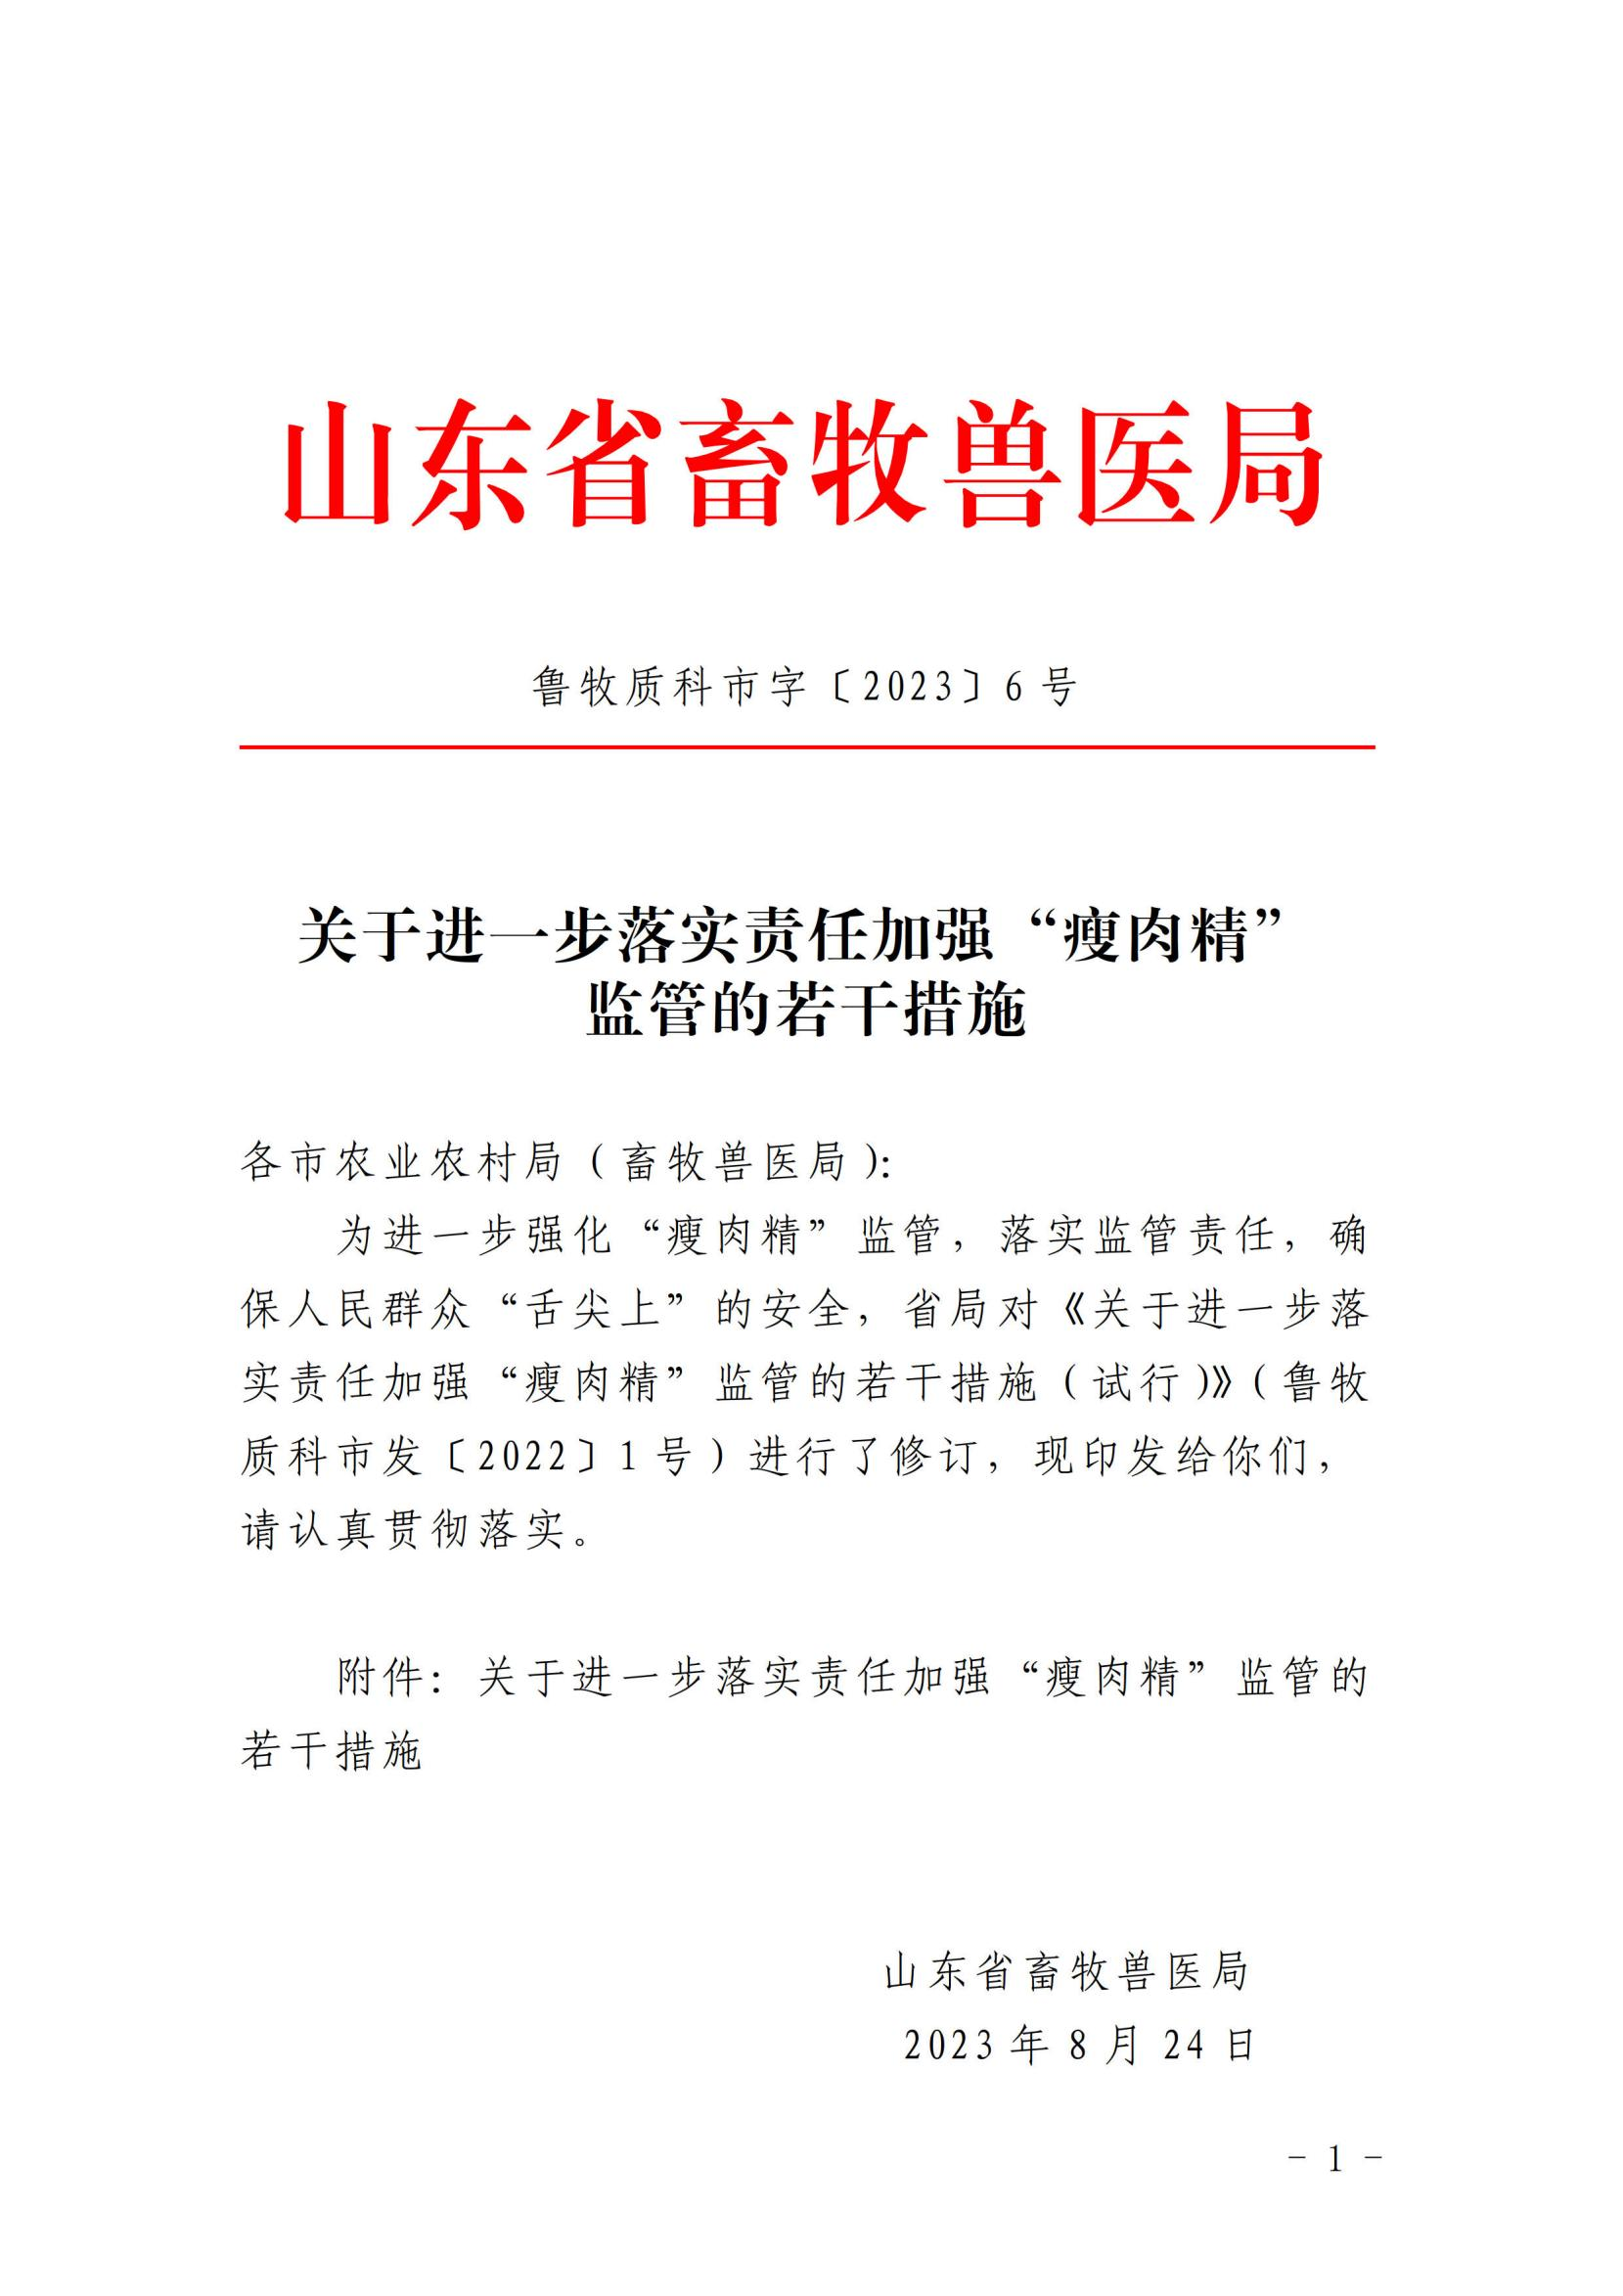 山东省畜牧兽医局
鲁牧质科市字〔2023〕6 号
关于进一步落实责任加强“瘦肉精”
监管的若干措施
各市农业农村局（畜牧兽医局）：
为进一步强化“瘦肉精”监管，落实监管责任，确
保人民群众“舌尖上”的安全，省局对《关于进一步落
实责任加强“瘦肉精”监管的若干措施（试行）》（鲁牧
质科市发〔2022〕1 号）进行了修订，现印发给你们，
请认真贯彻落实。
附件：关于进一步落实责任加强“瘦肉精”监管的
若干措施
山东省畜牧兽医局
2023 年 8 月 24 日
- 1 -